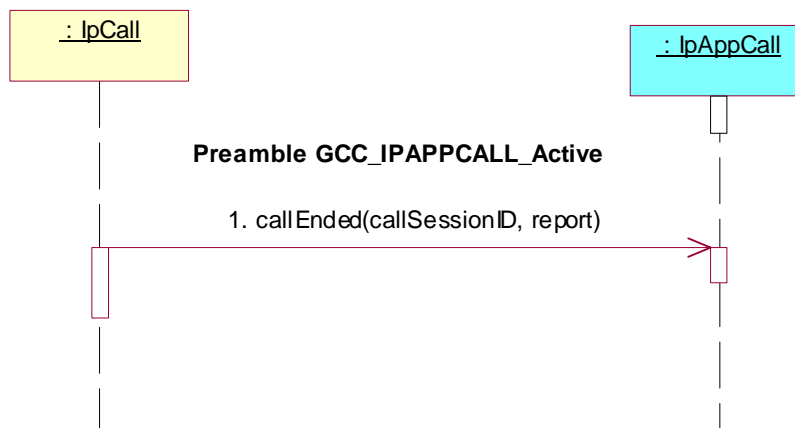 : IpCall
: IpAppCall
Preamble GCC_IPAPPCALL_Active
1. callEnded(callSessionID, report)